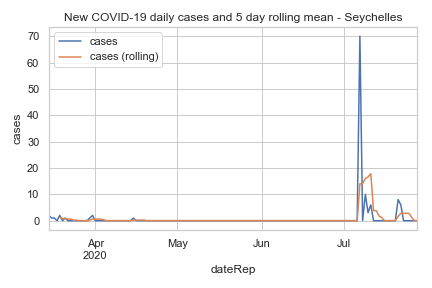 New COVID-19 daily cases and 5 day rolling mean - Seychelles
cases
cases (rolling)
70
60
50
40
30
20
10
0
cases
Apr
2020
May
Jun
Jul
dateRep